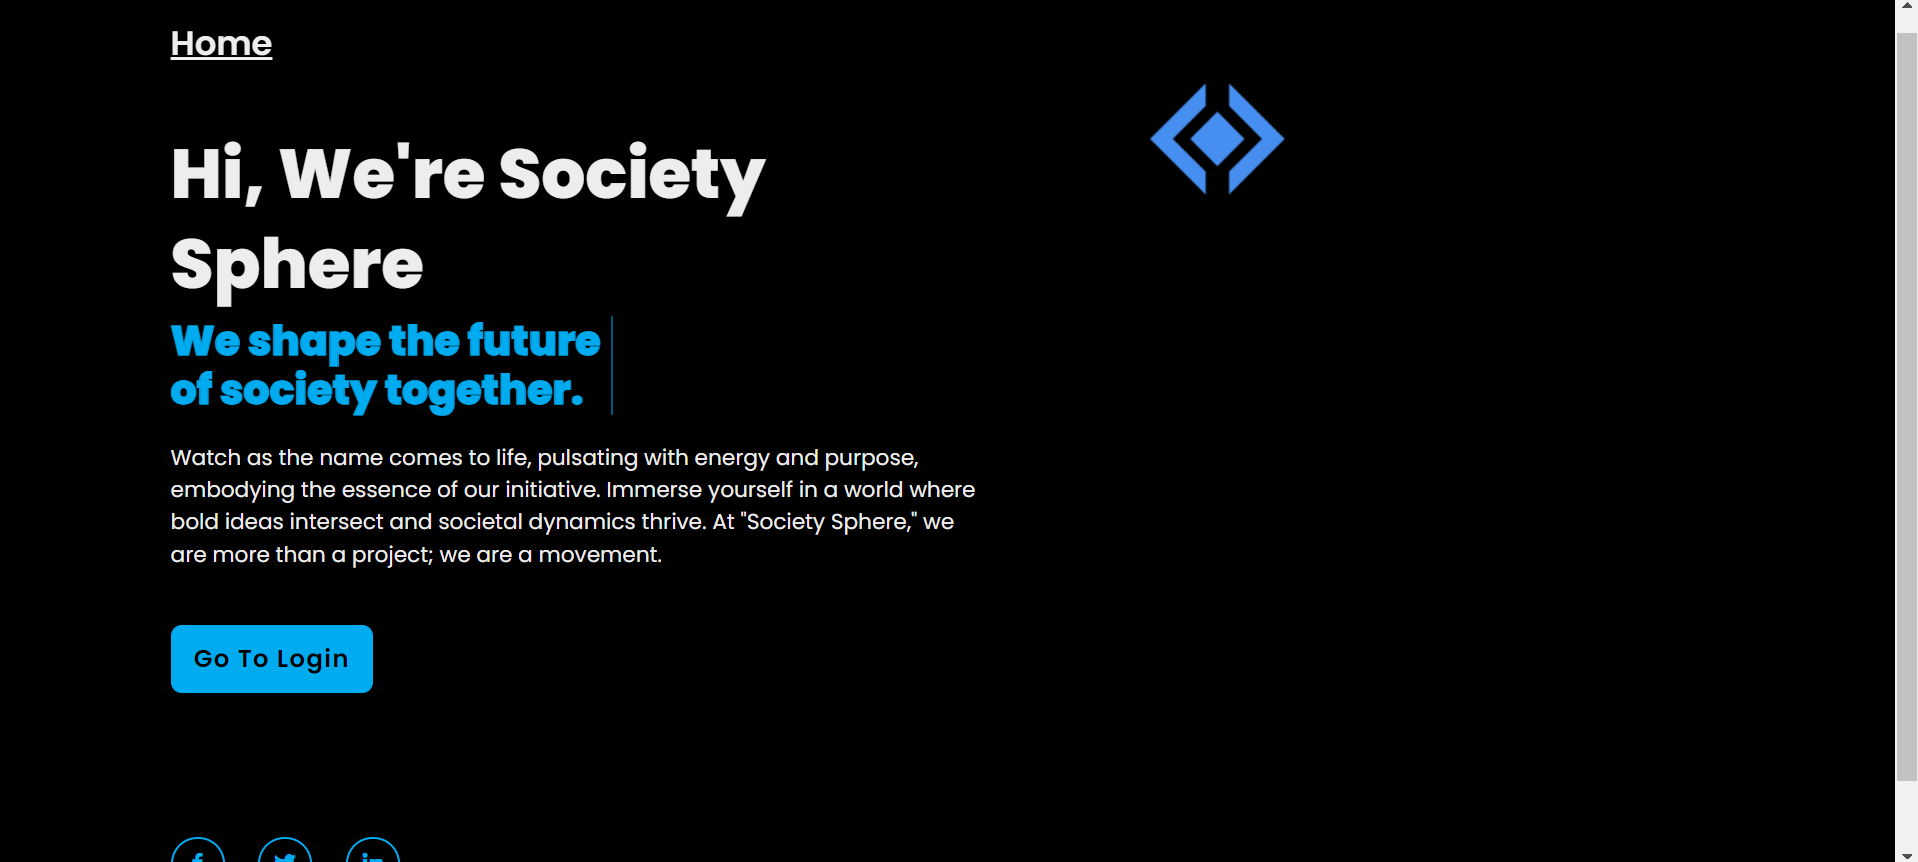 Home
Hi, We're Society
Sphere
We shape the future
of society together.
Watch as the name comes to life, pulsating with energy and purpose,
embodying the essence of our initiative. Immerse yourself in a world where
bold ideas intersect and societal dynamics thrive. At "Society Sphere," we
are more than a project; we are a movement.
Go To Login